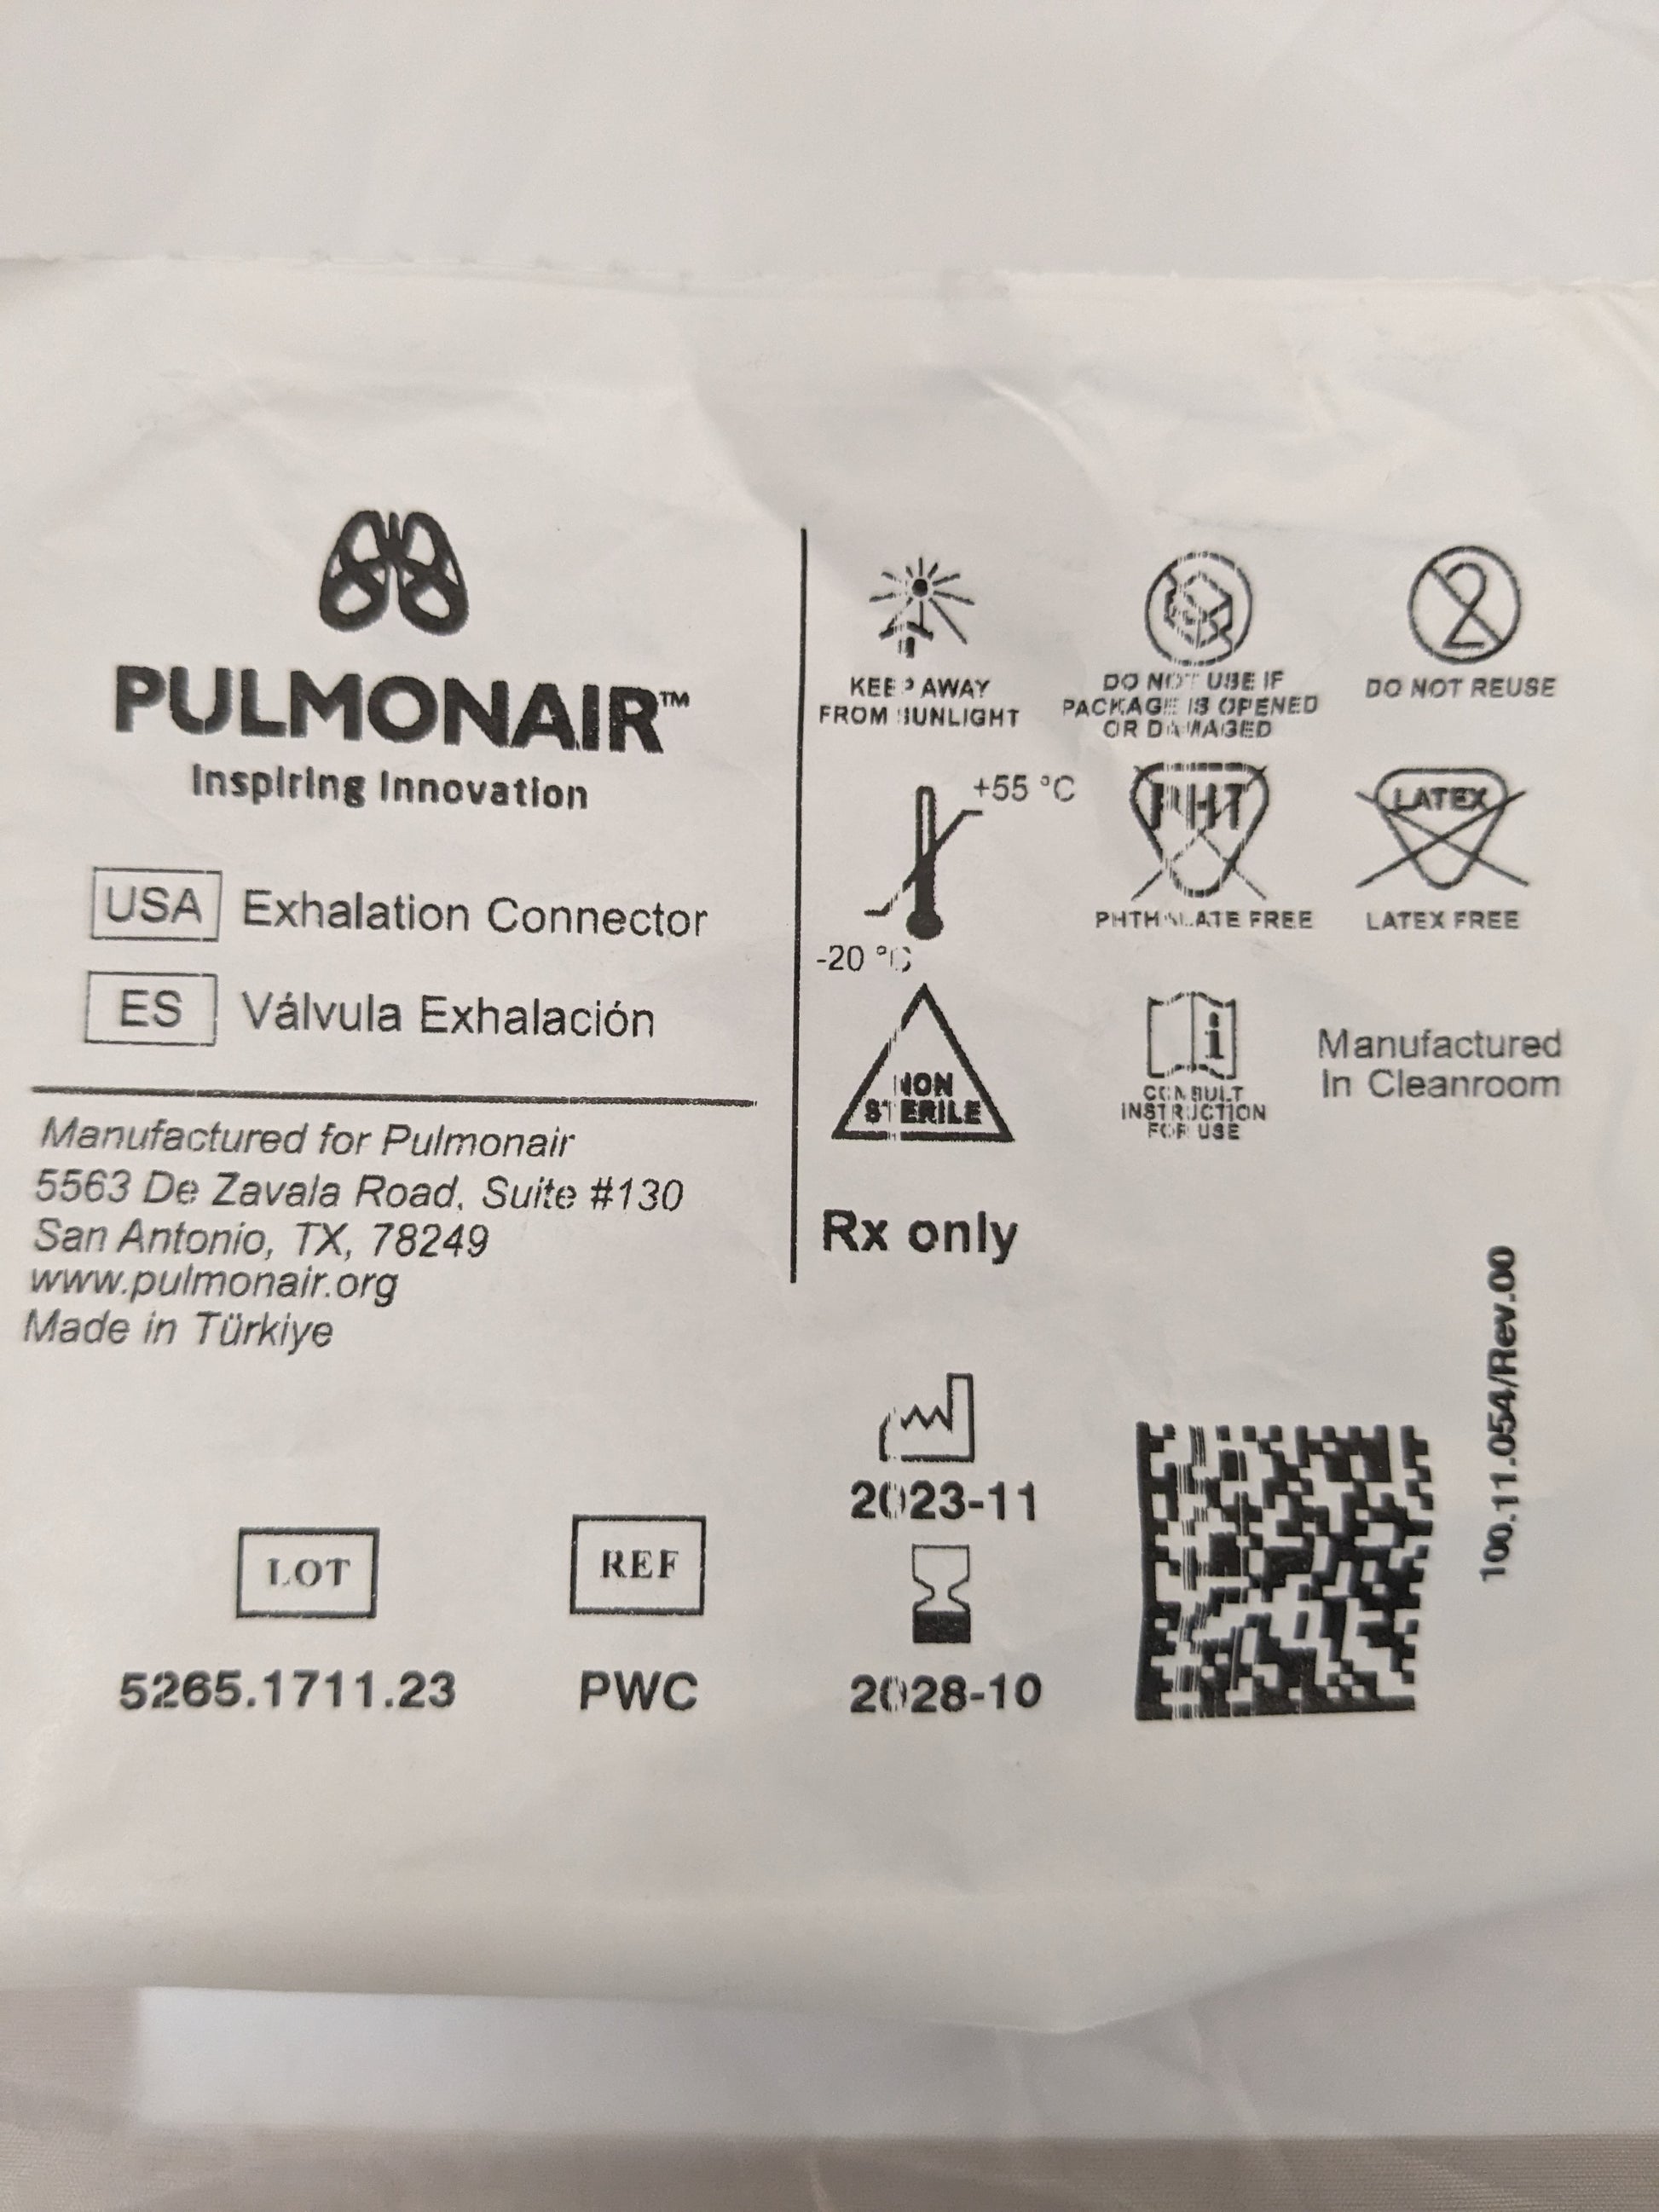 PULMONAIR™
Inspiring Innovation
USA Exhalation Connector
ES Válvula Exhalación
Manufactured for Pulmonair
5563 De Zavala Road, Suite #130
San Antonio, TX, 78249
www.pulmonair.org
Made in Türkiye
LOT
5265.1711.23
REF
PWC
KEEP AWAY
FROM SUNLIGHT
DO NOT USE IF
PACKAGE IS OPENED
OR DAMAGED
2
DO NOT REUSE
+55 °C
-20 °C
PHT
PHTHALATE FREE
LATEX
LATEX FREE
NON
STERILE
i
CONSULT
INSTRUCTION
FOR USE
Manufactured
In Cleanroom
Rx only
2023-11
2028-10
100.11.054/Rev.00